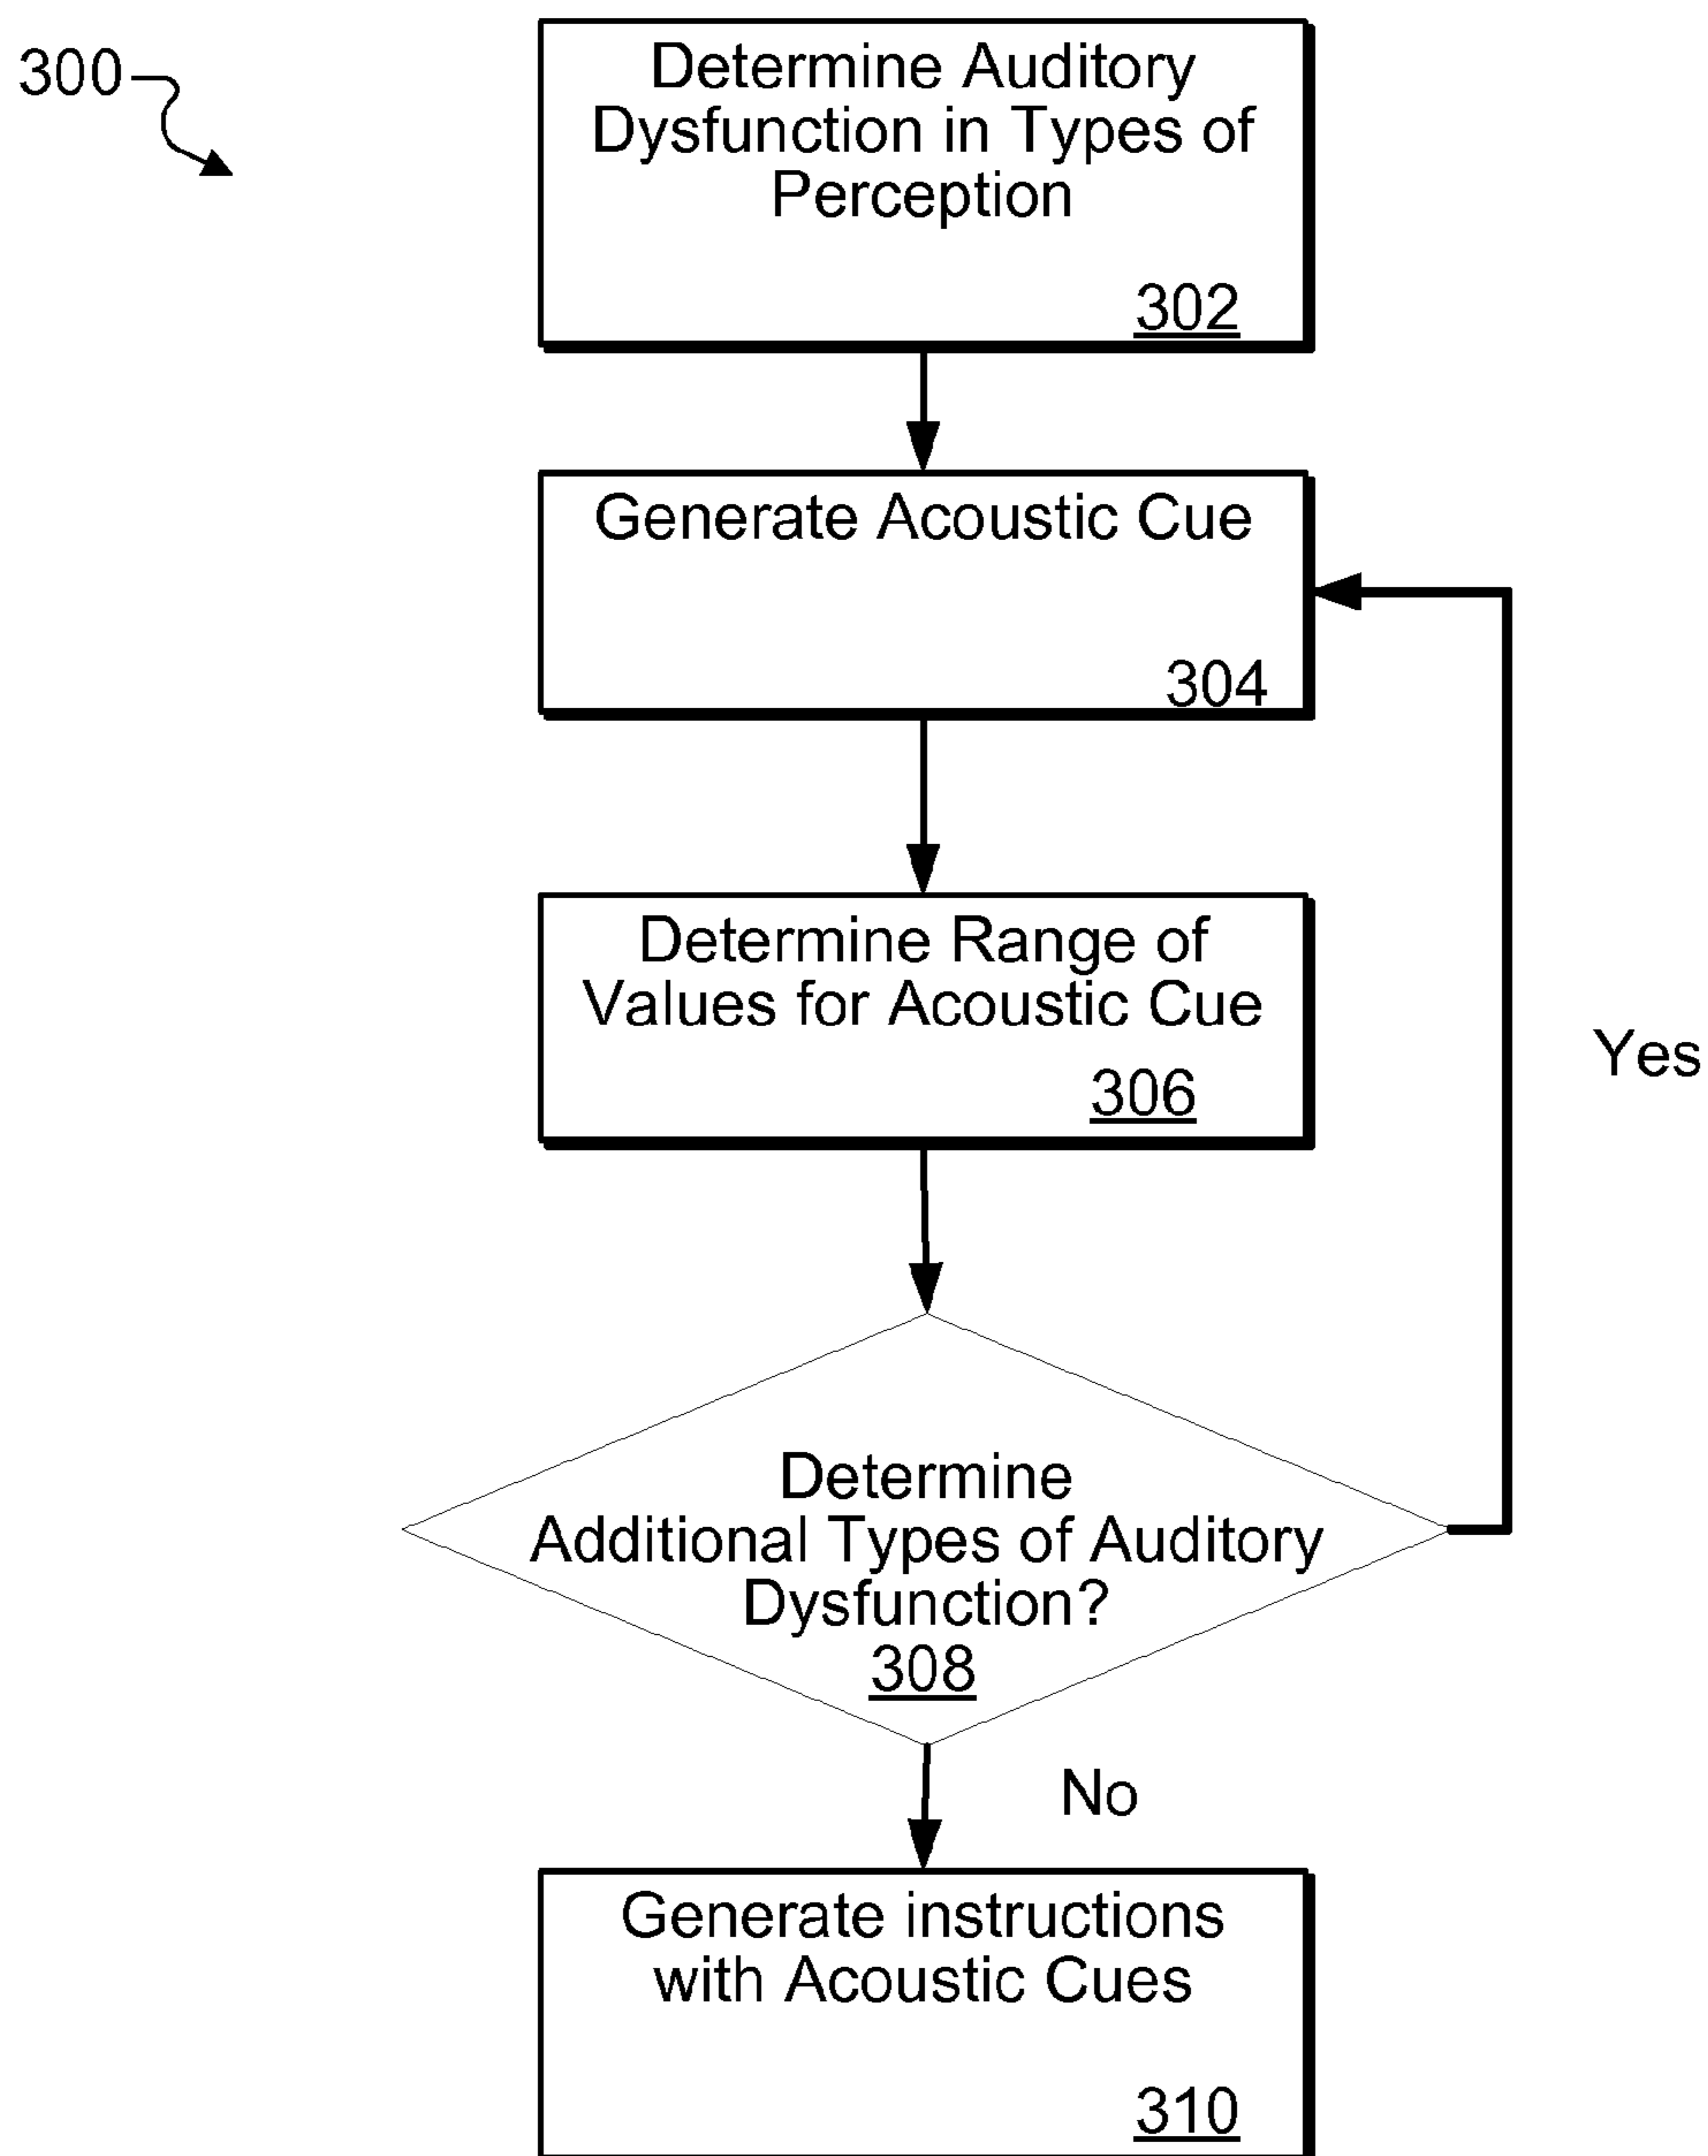 300
Determine Auditory
Dysfunction in Types of
Perception
302
Generate Acoustic Cue
304
Determine Range of
Values for Acoustic Cue
306
Yes
Determine
Additional Types of Auditory
Dysfunction?
308
No
Generate instructions
with Acoustic Cues
310